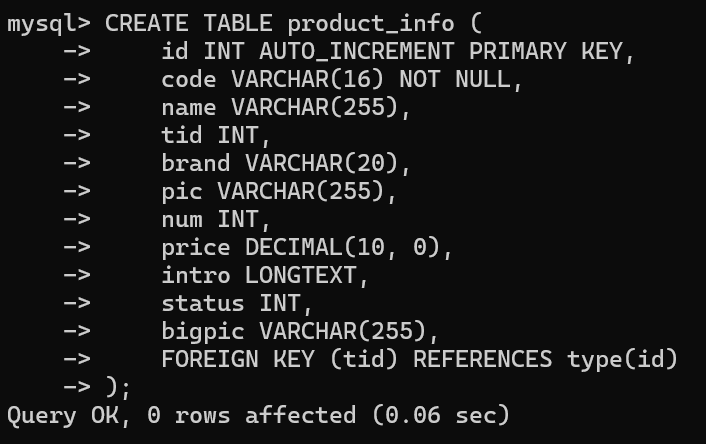 mysql> CREATE TABLE product_info (
    ->     id INT AUTO_INCREMENT PRIMARY KEY,
    ->     code VARCHAR(16) NOT NULL,
    ->     name VARCHAR(255),
    ->     tid INT,
    ->     brand VARCHAR(20),
    ->     pic VARCHAR(255),
    ->     num INT,
    ->     price DECIMAL(10, 0),
    ->     intro LONGTEXT,
    ->     status INT,
    ->     bigpic VARCHAR(255),
    ->     FOREIGN KEY (tid) REFERENCES type(id)
    -> );
Query OK, 0 rows affected (0.06 sec)